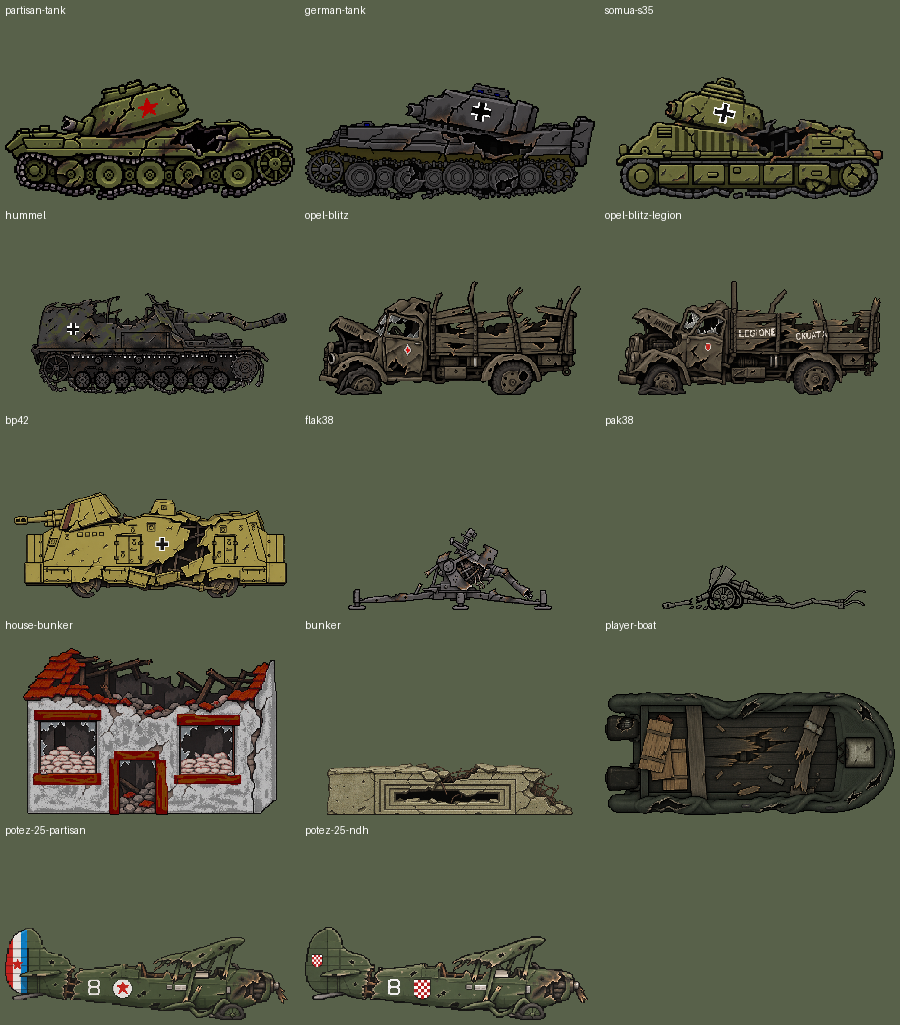 partisan-tank
german-tank
somua-s35
hummel
opel-blitz
opel-blitz-legion
LEGIONE CROATA
bp42
flak38
pak38
house-bunker
bunker
player-boat
potez-25-partisan
potez-25-ndh
8
8